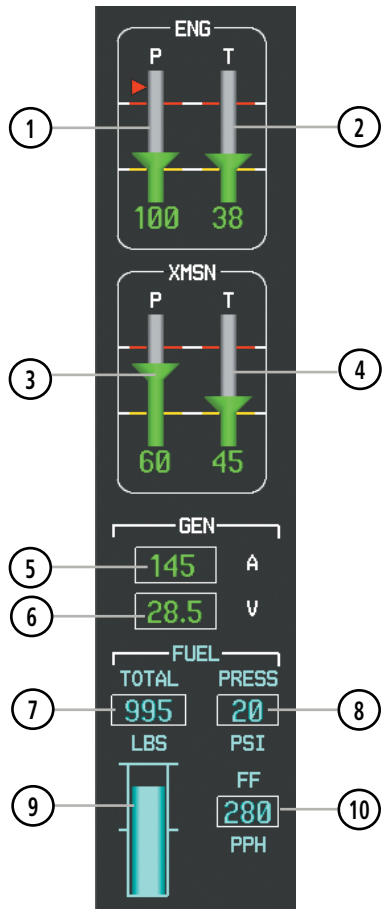 ENG
P T
1 2
100 38
XMSN
P T
3 4
60 45
GEN
5 145 A
6 28.5 V
FUEL
TOTAL PRESS
7 995 20 8
LBS PSI
9 FF
280 10
PPH